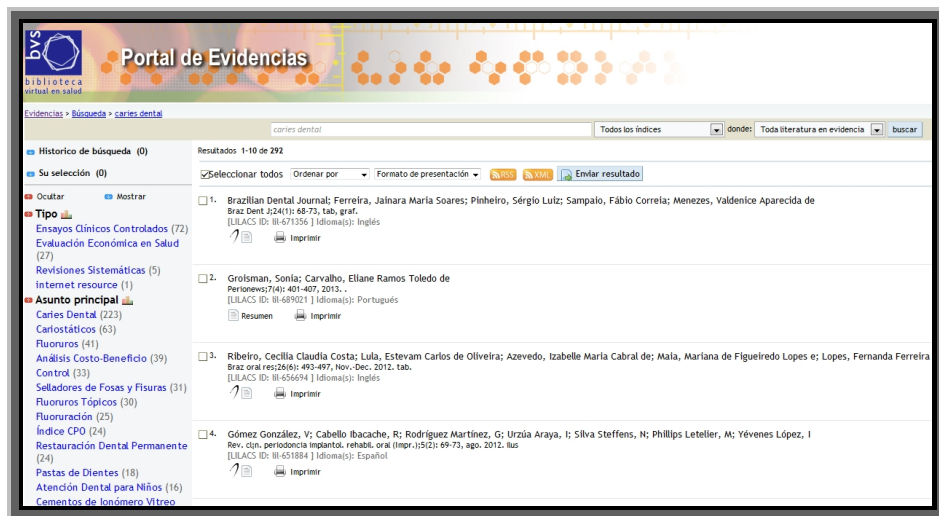 bvs
biblioteca
virtual en salud
Portal de Evidencias
Evidencias > Búsqueda > caries dental
caries dental Todos los índices donde: Toda literatura en evidencia buscar
Historico de búsqueda (0)
Su selección (0)
Ocultar Mostrar
Tipo
Ensayos Clínicos Controlados (72)
Evaluación Económica en Salud
(27)
Revisiones Sistemáticas (5)
internet resource (1)
Asunto principal
Caries Dental (223)
Cariostáticos (63)
Fluoruros (41)
Análisis Costo-Beneficio (39)
Control (33)
Selladores de Fosas y Fisuras (31)
Fluoruros Tópicos (30)
Fluoruración (25)
Índice CPO (24)
Restauración Dental Permanente
(24)
Pastas de Dientes (18)
Atención Dental para Niños (16)
Cementos de Ionómero Vitreo
Resultados 1-10 de 292
Seleccionar todos Ordenar por Formato de presentación RSS XML Enviar resultado
1. Brazilian Dental Journal; Ferreira, Jainara Maria Soares; Pinheiro, Sérgio Luiz; Sampaio, Fábio Correia; Menezes, Valdenice Aparecida de
Braz Dent J;24(1): 68-73, tab, graf.
[LILACS ID: lil-671356 ] Idioma(s): Inglés
Imprimir
2. Groisman, Sonia; Carvalho, Eliane Ramos Toledo de
Perionews;7(4): 401-407, 2013. .
[LILACS ID: lil-689021 ] Idioma(s): Portugués
Resumen Imprimir
3. Ribeiro, Cecilia Claudia Costa; Lula, Estevam Carlos de Oliveira; Azevedo, Izabelle Maria Cabral de; Maia, Mariana de Figueiredo Lopes e; Lopes, Fernanda Ferreira
Braz oral res;26(6): 493-497, Nov.-Dec. 2012. tab.
[LILACS ID: lil-656694 ] Idioma(s): Inglés
Imprimir
4. Gómez González, V; Cabello Ibacache, R; Rodríguez Martínez, G; Urzúa Araya, I; Silva Steffens, N; Phillips Letelier, M; Yévenes López, I
Rev. clín. periodoncia implantol. rehabil. oral (Impr.);5(2): 69-73, ago. 2012. ilus
[LILACS ID: lil-651884 ] Idioma(s): Español
Imprimir